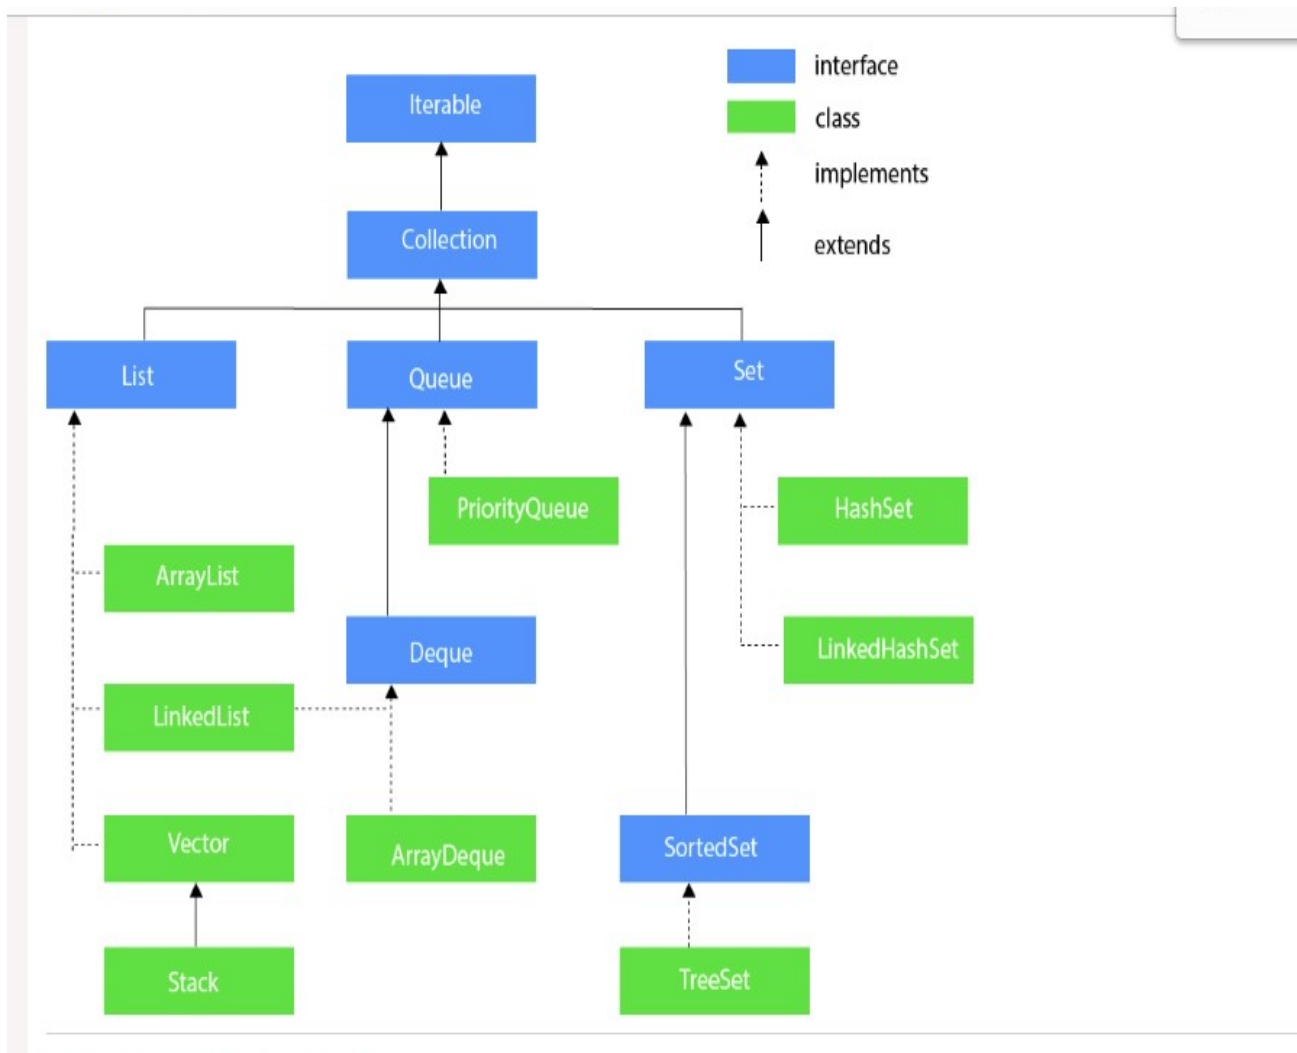 interface
Iterable
class
implements
Collection
extends
List
Queue
Set
PriorityQueue
HashSet
ArrayList
Deque
LinkedHashSet
LinkedList
Vector
ArrayDeque
SortedSet
Stack
TreeSet